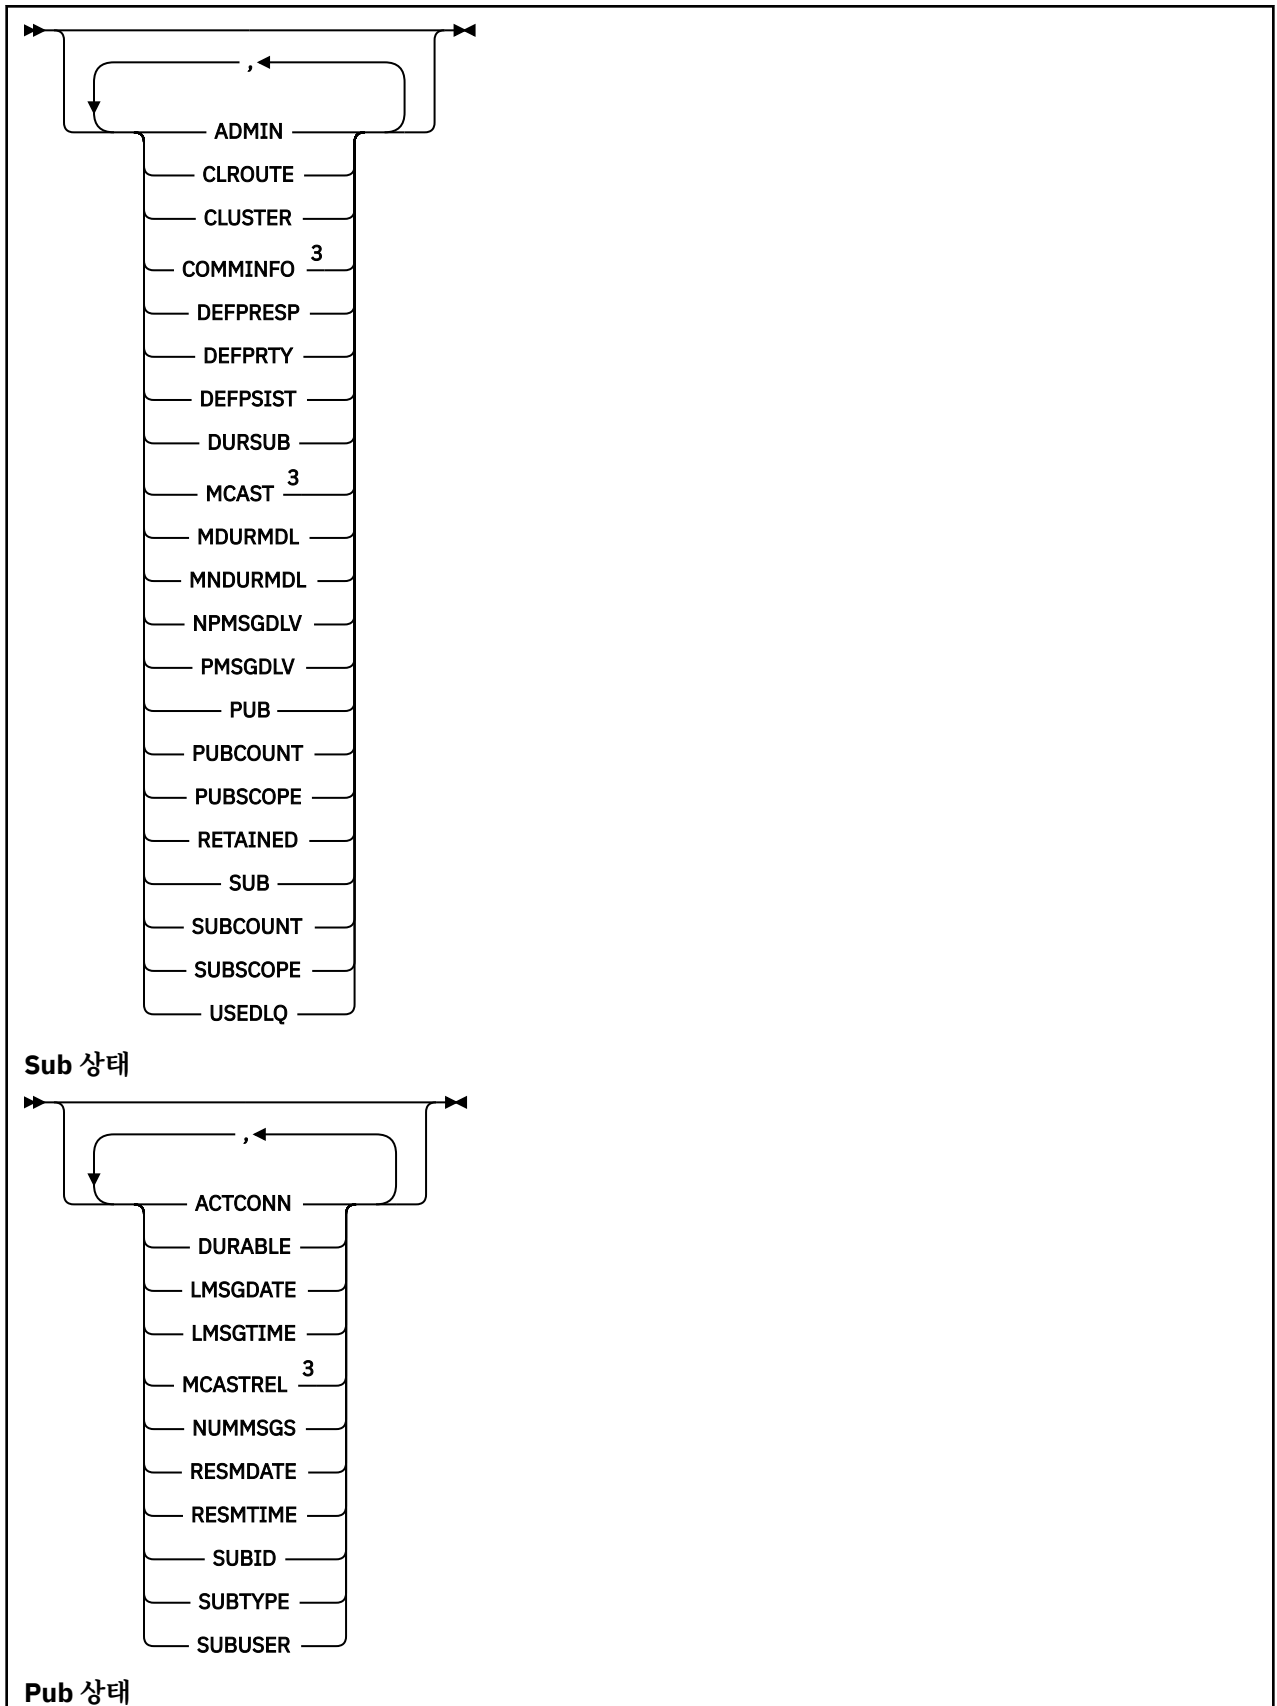 ,
ADMIN
CLROUTE
CLUSTER
COMMINFO 3
DEFPRESP
DEFPRTY
DEFPSIST
DURSUB
MCAST 3
MDURMDL
MNDURMDL
NPMSGDLV
PMSGDLV
PUB
PUBCOUNT
PUBSCOPE
RETAINED
SUB
SUBCOUNT
SUBSCOPE
USEDLQ
Sub 상태
,
ACTCONN
DURABLE
LMSGDATE
LMSGTIME
MCASTREL 3
NUMMSGS
RESMDATE
RESMTIME
SUBID
SUBTYPE
SUBUSER
Pub 상태